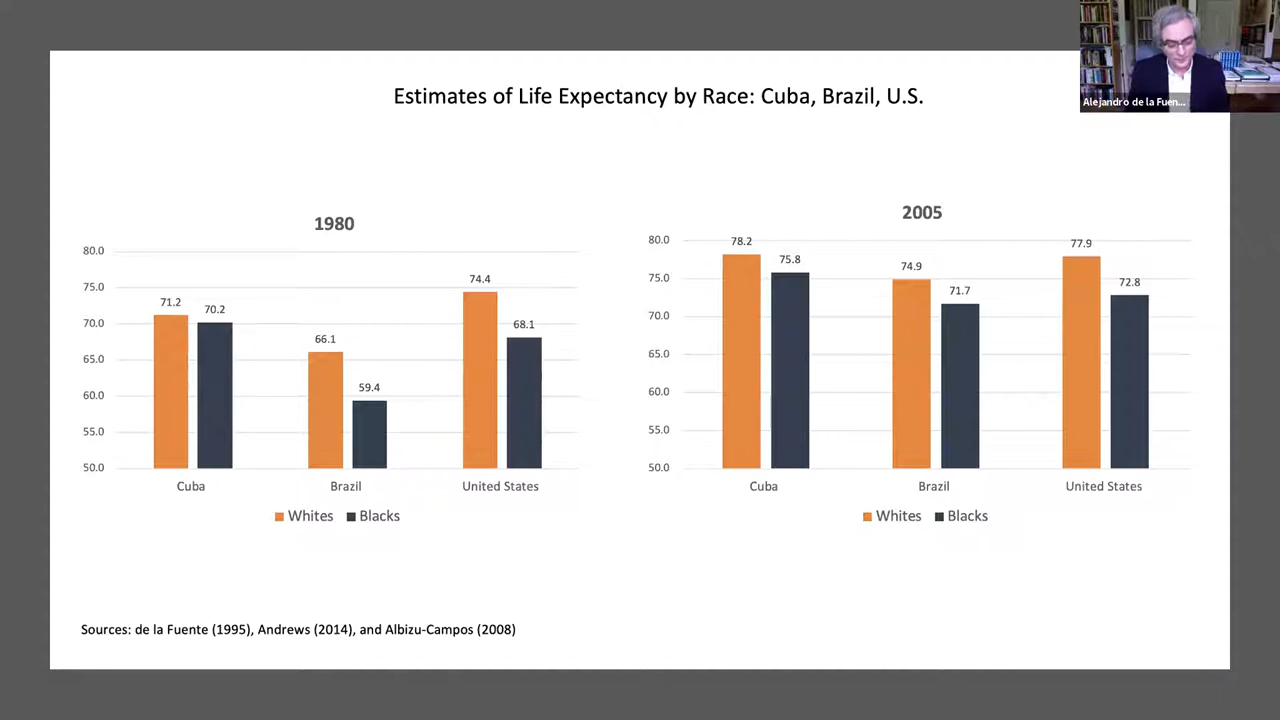 Estimates of Life Expectancy by Race: Cuba, Brazil, U.S.
Alejandro de la Fuen...
1980
80.0
75.0
70.0
65.0
60.0
55.0
50.0
71.2
70.2
66.1
59.4
74.4
68.1
Cuba
Brazil
United States
Whites
Blacks
2005
80.0
75.0
70.0
65.0
60.0
55.0
50.0
78.2
75.8
74.9
71.7
77.9
72.8
Cuba
Brazil
United States
Whites
Blacks
Sources: de la Fuente (1995), Andrews (2014), and Albizu-Campos (2008)